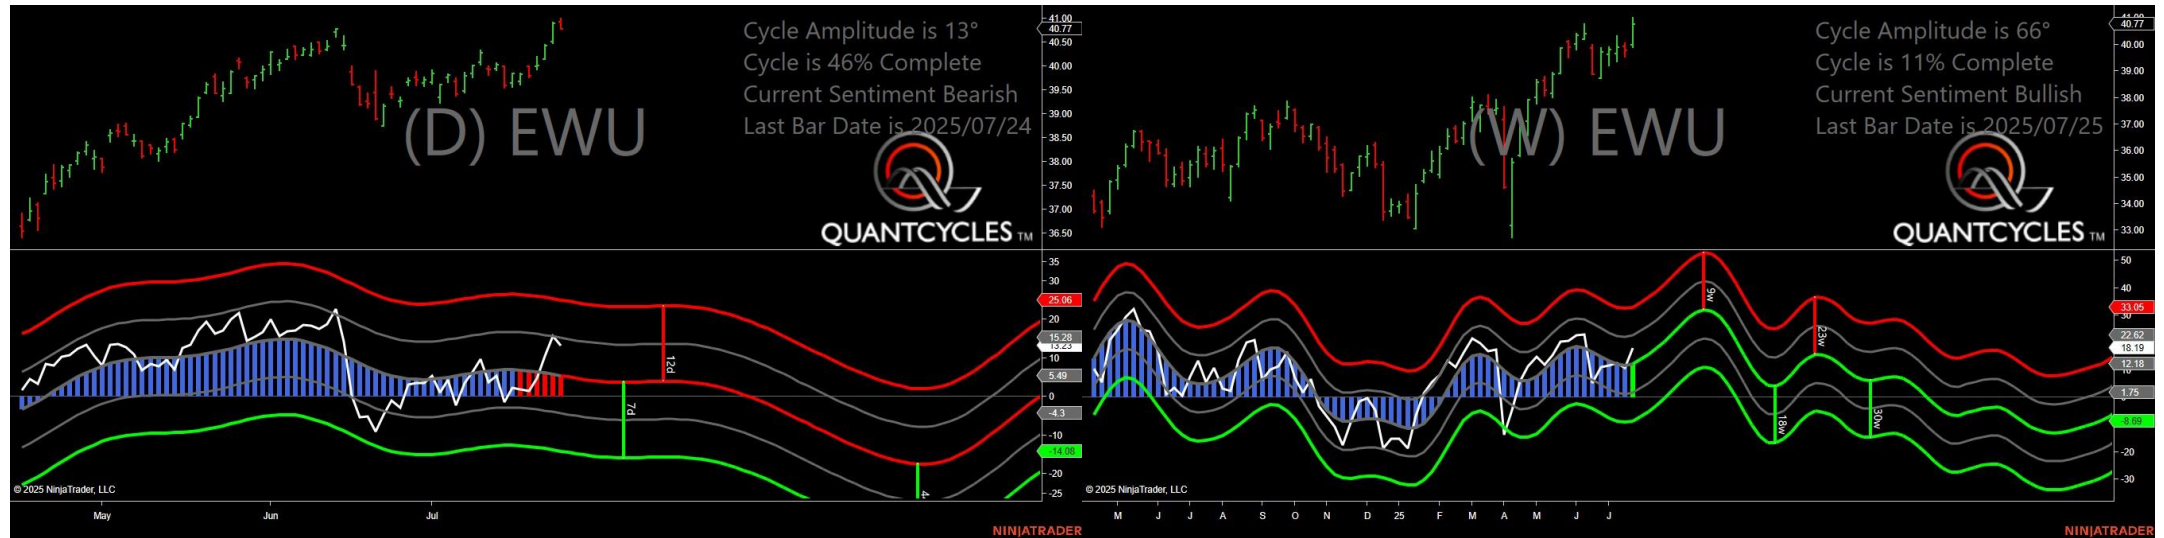 Cycle Amplitude is 13°
Cycle is 46% Complete
Current Sentiment Bearish
Last Bar Date is 2025/07/24
(D) EWU
QUANTCYCLES TM
41.00
40.77
40.50
40.00
39.50
39.00
38.50
38.00
37.50
37.00
36.50
35
30
25.06
20
15.28
13.23
10
5.49
0
-4.3
-10
-14.08
-20
-25
12d
7d
© 2025 NinjaTrader, LLC
May Jun Jul
NINJATRADER
Cycle Amplitude is 66°
Cycle is 11% Complete
Current Sentiment Bullish
Last Bar Date is 2025/07/25
(W) EWU
QUANTCYCLES TM
41.00
40.77
40.00
39.00
38.00
37.00
36.00
35.00
34.00
33.00
50
40
33.05
30
22.62
18.19
12.18
1.75
-8.69
-20
-30
9w
23w
18w
30w
© 2025 NinjaTrader, LLC
M J J A S O N D 25 F M A M J J
NINJATRADER